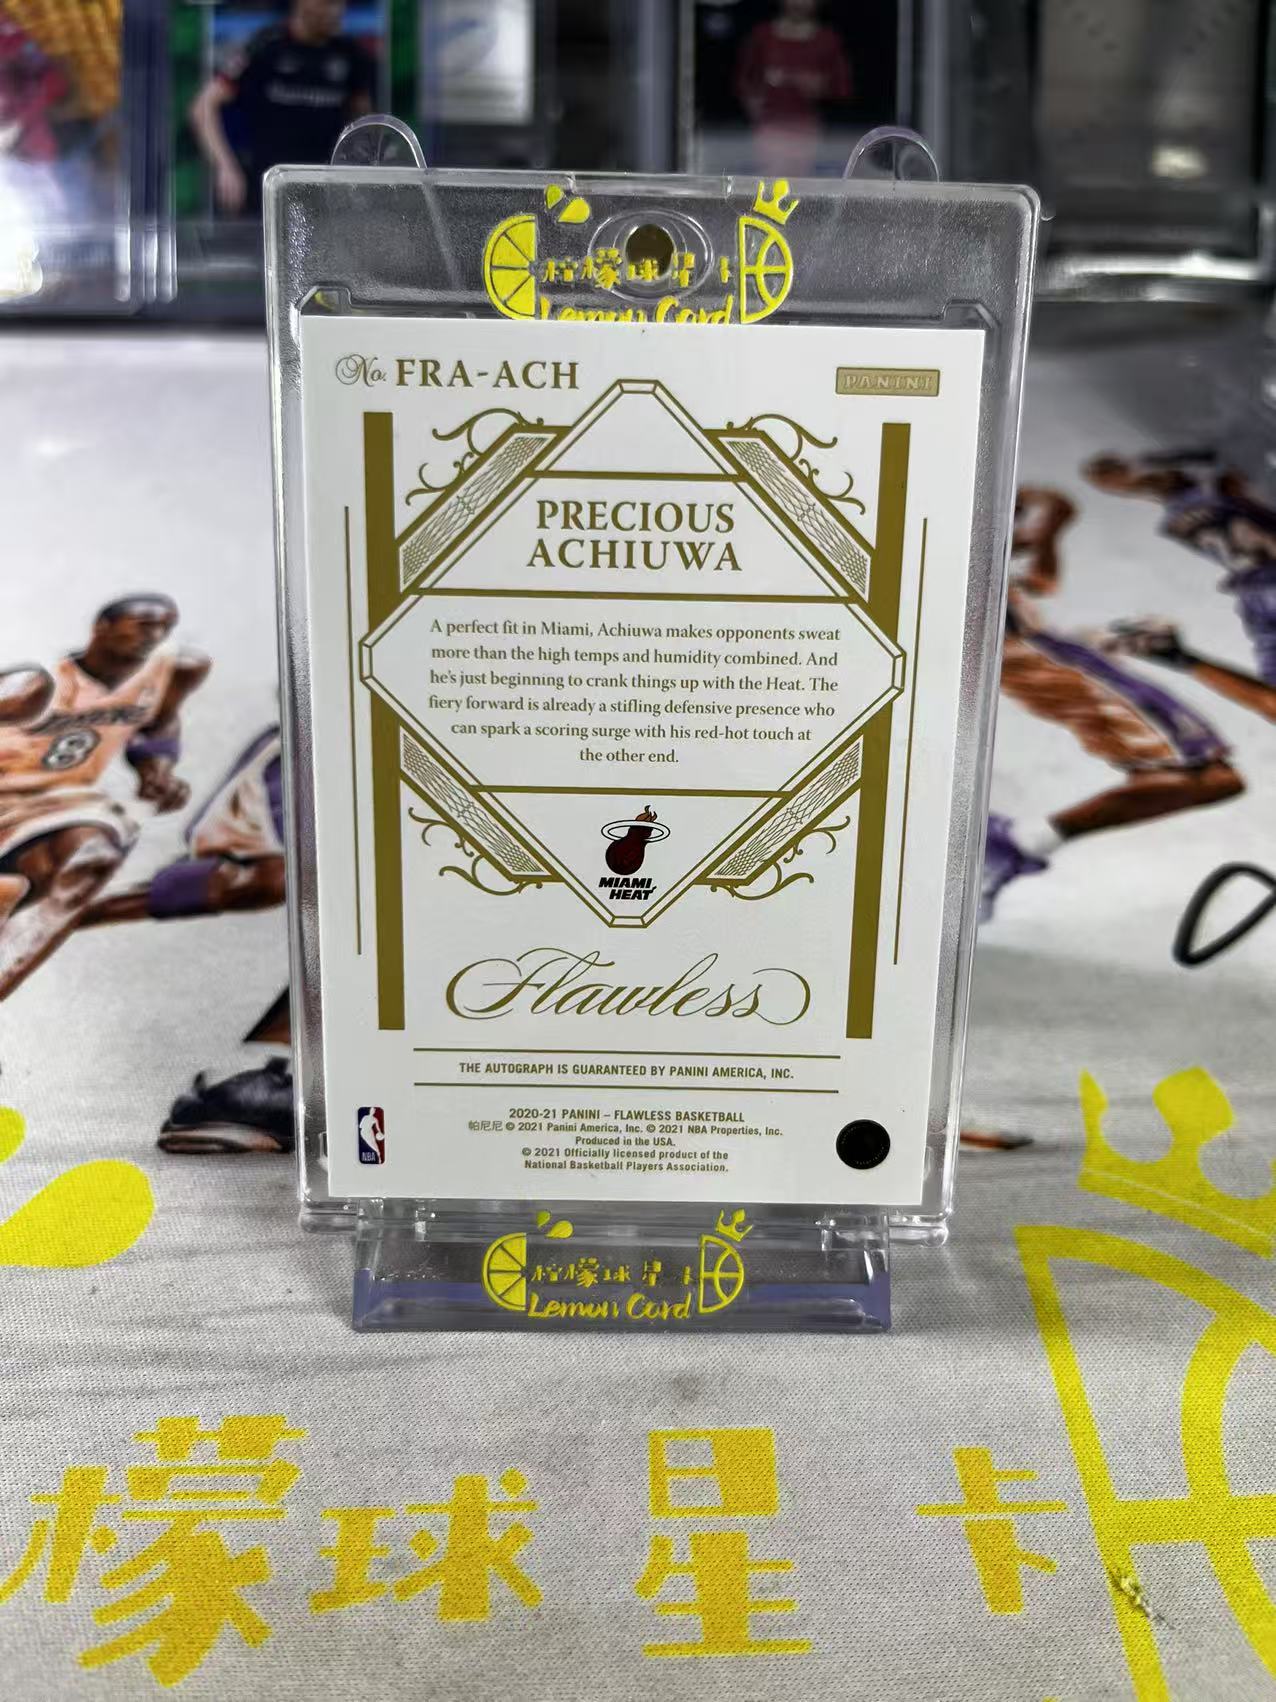 柠檬球星卡
Lemon Card
No. FRA-ACH
PANINI
PRECIOUS
ACHIUWA
A perfect fit in Miami, Achiuwa makes opponents sweat
more than the high temps and humidity combined. And
he's just beginning to crank things up with the Heat. The
fiery forward is already a stifling defensive presence who
can spark a scoring surge with his red-hot touch at
the other end.
MIAMI
HEAT
Flawless
THE AUTOGRAPH IS GUARANTEED BY PANINI AMERICA, INC.
2020-21 PANINI – FLAWLESS BASKETBALL
帕尼尼 © 2021 Panini America, Inc. © 2021 NBA Properties, Inc.
Produced in the USA.
© 2021 Officially licensed product of the
National Basketball Players Association.
NBA
柠檬球星卡
Lemon Card
8
檬球星卡